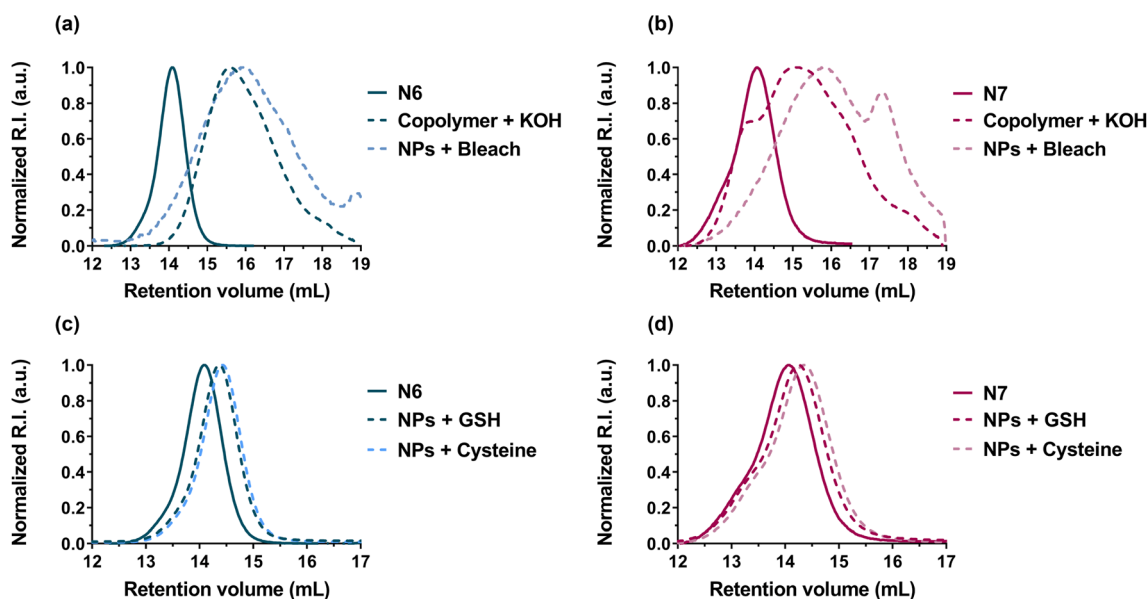 (a)
Normalized R.I. (a.u.)
1.0
0.8
0.6
0.4
0.2
0.0
12 13 14 15 16 17 18 19
Retention volume (mL)
N6
Copolymer + KOH
NPs + Bleach
(b)
Normalized R.I. (a.u.)
1.0
0.8
0.6
0.4
0.2
0.0
12 13 14 15 16 17 18 19
Retention volume (mL)
N7
Copolymer + KOH
NPs + Bleach
(c)
Normalized R.I. (a.u.)
1.0
0.8
0.6
0.4
0.2
0.0
12 13 14 15 16 17
Retention volume (mL)
N6
NPs + GSH
NPs + Cysteine
(d)
Normalized R.I. (a.u.)
1.0
0.8
0.6
0.4
0.2
0.0
12 13 14 15 16 17
Retention volume (mL)
N7
NPs + GSH
NPs + Cysteine